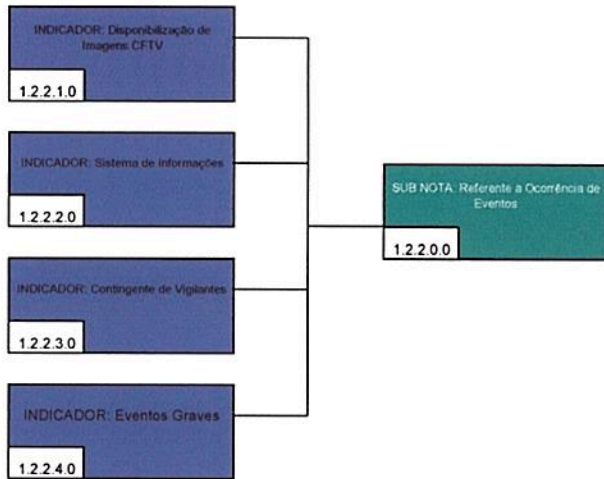 INDICADOR: Disponibilização de
Imagens CFTV
1.2.2.1.0
INDICADOR: Sistema de Informações
1.2.2.2.0
INDICADOR: Contingente de Vigilantes
1.2.2.3.0
INDICADOR: Eventos Graves
1.2.2.4.0
SUB NOTA: Referente a Ocorrência de
Eventos
1.2.2.0.0